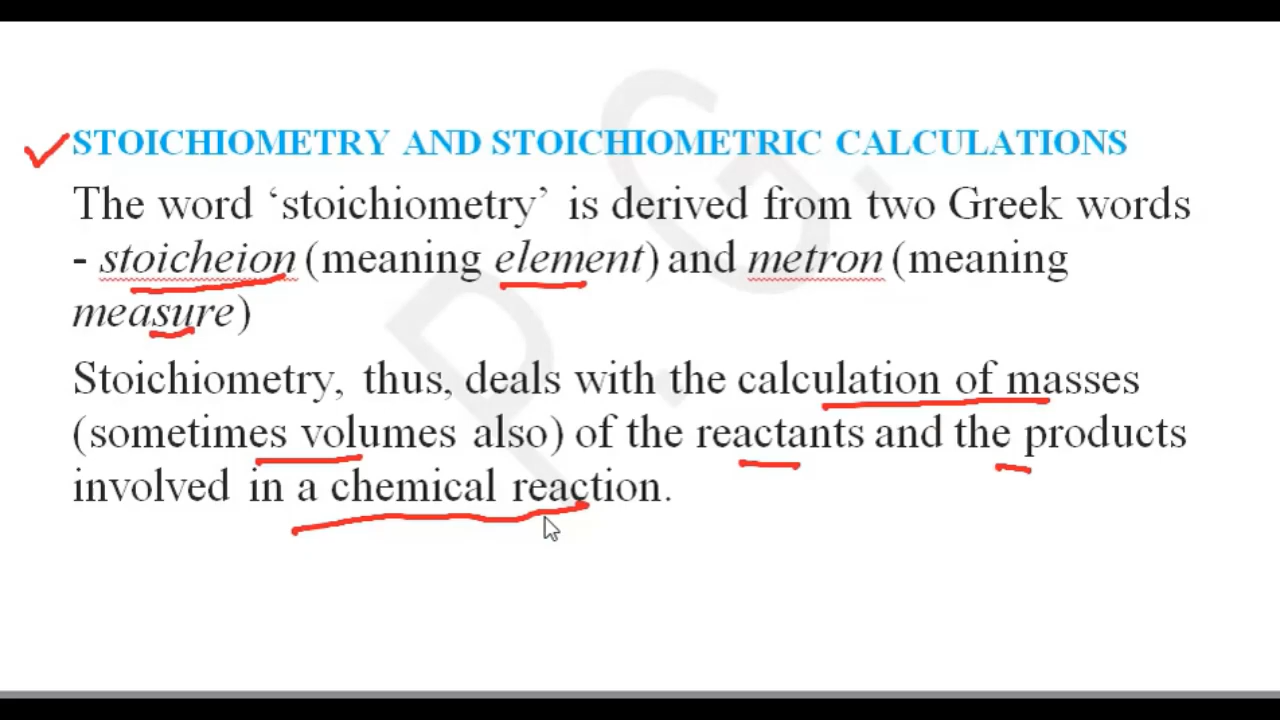 STOICHIOMETRY AND STOICHIOMETRIC CALCULATIONS
The word ‘stoichiometry’ is derived from two Greek words
- stoicheion (meaning element) and metron (meaning
measure)
Stoichiometry, thus, deals with the calculation of masses
(sometimes volumes also) of the reactants and the products
involved in a chemical reaction.
P.G.